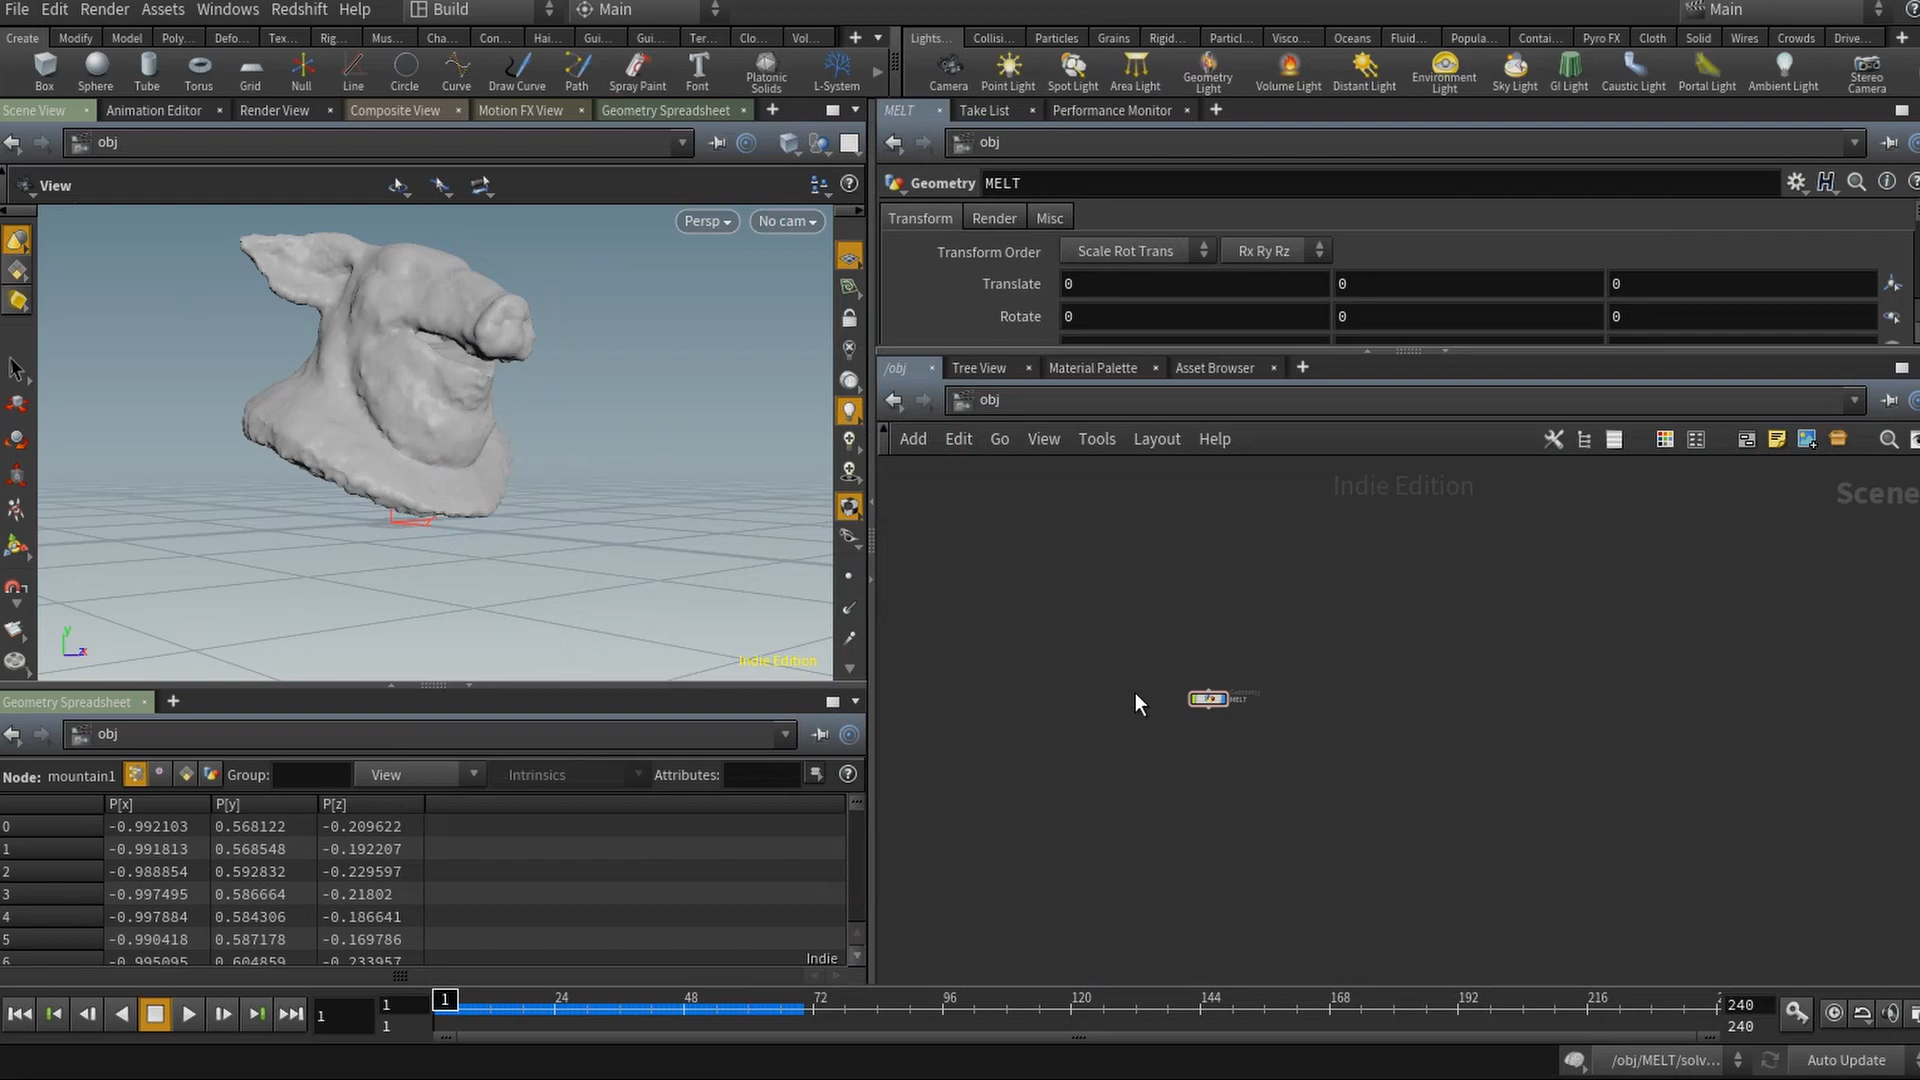 File Edit Render Assets Windows Redshift Help Build Main Main
Create Modify Model Poly... Defo... Tex... Rig... Mus... Cha... Con... Hai... Gui... Gui... Ter... Clo... Vol... Lights... Collisi... Particles Grains Rigid... Particl... Visco... Oceans Fluid... Popula... Contai... Pyro FX Cloth Solid Wires Crowds Drive...
Box Sphere Tube Torus Grid Null Line Circle Curve Draw Curve Path Spray Paint Font Platonic Solids L-System Camera Point Light Spot Light Area Light Geometry Light Volume Light Distant Light Environment Light Sky Light GI Light Caustic Light Portal Light Ambient Light Stereo Camera
Scene View Animation Editor Render View Composite View Motion FX View Geometry Spreadsheet MELT Take List Performance Monitor
obj obj
View Geometry MELT
Persp No cam Transform Render Misc
Transform Order Scale Rot Trans Rx Ry Rz
Translate 0 0 0
Rotate 0 0 0
/obj Tree View Material Palette Asset Browser
obj
Add Edit Go View Tools Layout Help
Indie Edition Scene
Geometry
MELT
y
z
Indie Edition
Geometry Spreadsheet
obj
Node: mountain1 Group: View Intrinsics Attributes:
P[x] P[y] P[z]
0 -0.992103 0.568122 -0.209622
1 -0.991813 0.568548 -0.192207
2 -0.988854 0.592832 -0.229597
3 -0.997495 0.586664 -0.21802
4 -0.997884 0.584306 -0.186641
5 -0.990418 0.587178 -0.169786
6 -0.995095 0.604859 -0.233957
Indie
1 1 1 24 48 72 96 120 144 168 192 216 2 240
1 240
/obj/MELT/solv... Auto Update